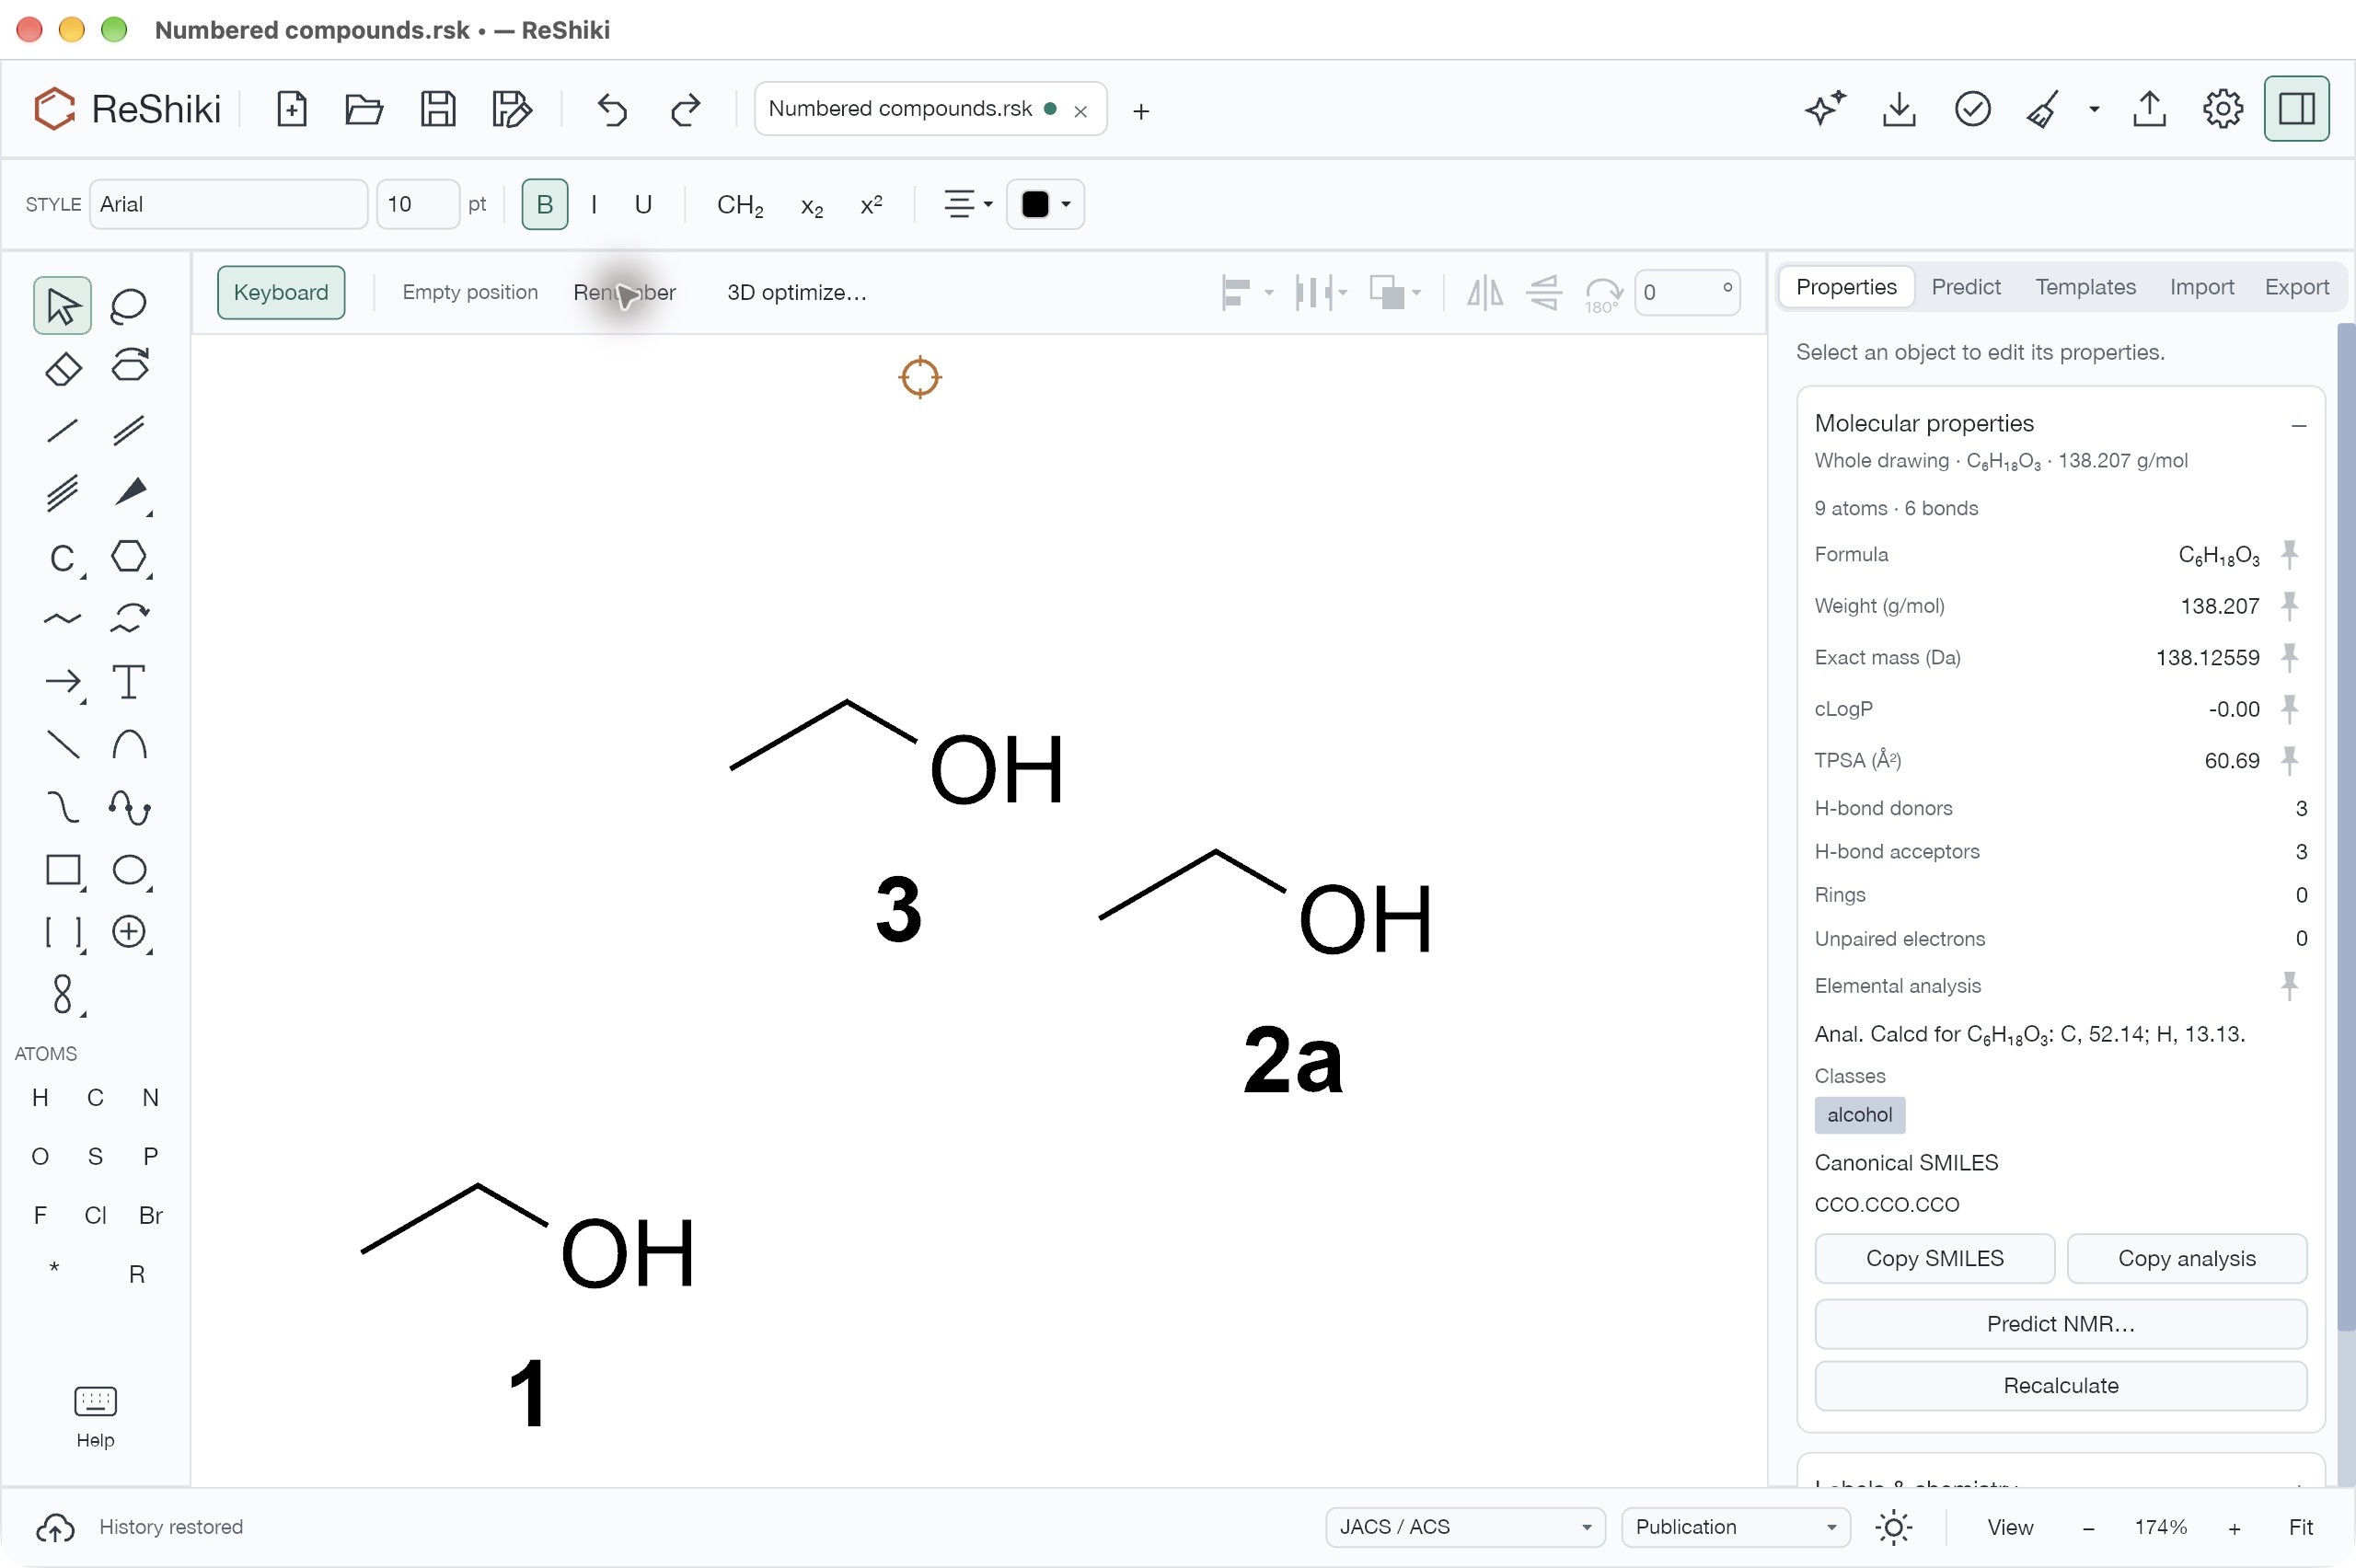 Numbered compounds.rsk • — ReShiki
ReShiki
Numbered compounds.rsk
STYLE Arial 10 pt B I U CH₂ x₂ x²
Keyboard Empty position Renumber 3D optimize... 180° 0 °
Properties Predict Templates Import Export
Select an object to edit its properties.
Molecular properties
Whole drawing · C₆H₁₈O₃ · 138.207 g/mol
9 atoms · 6 bonds
Formula C₆H₁₈O₃
Weight (g/mol) 138.207
Exact mass (Da) 138.12559
cLogP -0.00
TPSA (Å²) 60.69
H-bond donors 3
H-bond acceptors 3
Rings 0
Unpaired electrons 0
Elemental analysis
Anal. Calcd for C₆H₁₈O₃: C, 52.14; H, 13.13.
Classes
alcohol
Canonical SMILES
CCO.CCO.CCO
Copy SMILES Copy analysis
Predict NMR...
Recalculate
Labels & chemistry
C
T
ATOMS
H C N
O S P
F Cl Br
* R
Help
OH
3
OH
2a
OH
1
History restored
JACS / ACS Publication View − 174% + Fit